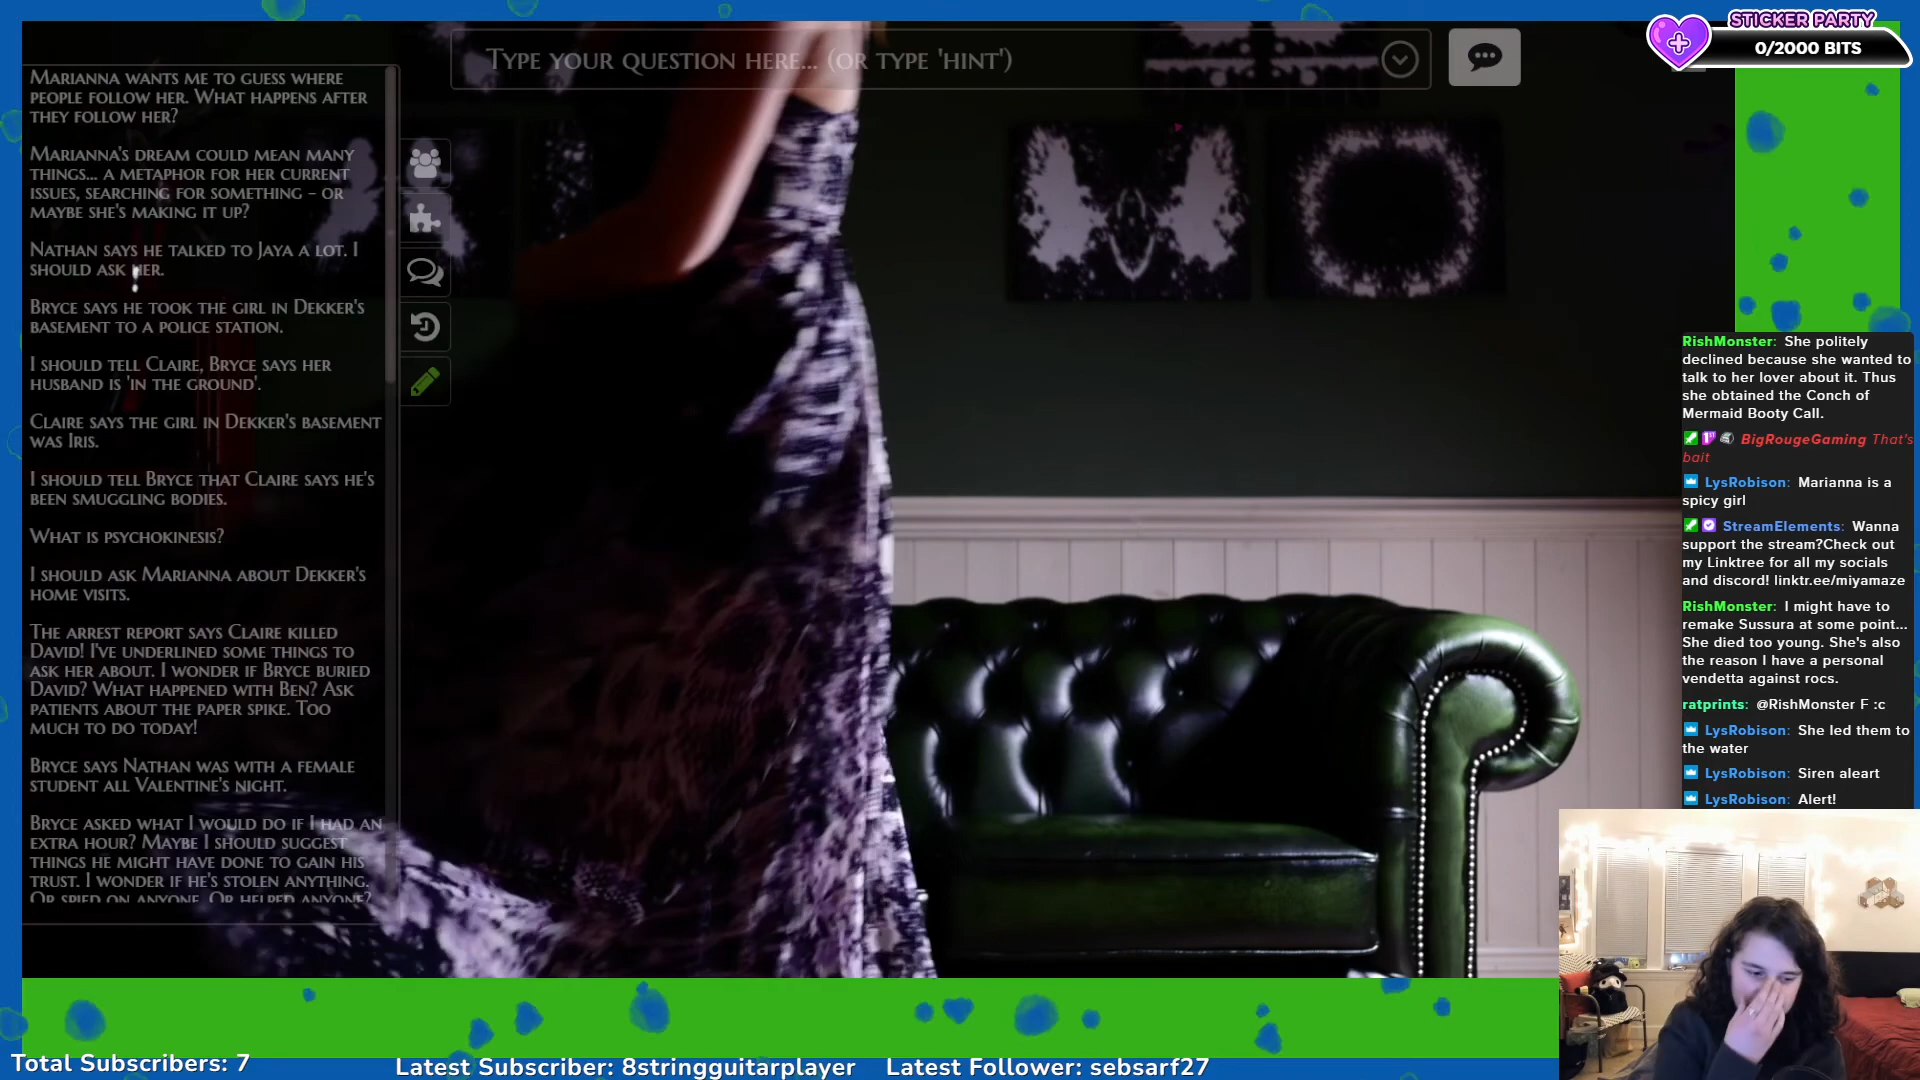 Type your question here... (or type 'hint')
STICKER PARTY
0/2000 BITS
Marianna wants me to guess where
people follow her. What happens after
they follow her?
Marianna's dream could mean many
things... a metaphor for her current
issues, searching for something – or
maybe she's making it up?
Nathan says he talked to Jaya a lot. I
should ask her.
Bryce says he took the girl in Dekker's
basement to a police station.
I should tell Claire, Bryce says her
husband is 'in the ground'.
Claire says the girl in Dekker's basement
was Iris.
I should tell Bryce that Claire says he's
been smuggling bodies.
What is psychokinesis?
I should ask Marianna about Dekker's
home visits.
The arrest report says Claire killed
David! I've underlined some things to
ask her about. I wonder if Bryce buried
David? What happened with Ben? Ask
patients about the paper spike. Too
much to do today!
Bryce says Nathan was with a female
student all Valentine's night.
Bryce asked what I would do if I had an
extra hour? Maybe I should suggest
things he might have done to gain his
trust. I wonder if he's stolen anything.
Or spied on anyone. Or helped anyone?
RishMonster: She politely
declined because she wanted to
talk to her lover about it. Thus
she obtained the Conch of
Mermaid Booty Call.
BigRougeGaming That's
bait
LysRobison: Marianna is a
spicy girl
StreamElements: Wanna
support the stream?Check out
my Linktree for all my socials
and discord! linktr.ee/miyamaze
RishMonster: I might have to
remake Sussura at some point...
She died too young. She's also
the reason I have a personal
vendetta against rocs.
ratprints: @RishMonster F :c
LysRobison: She led them to
the water
LysRobison: Siren aleart
LysRobison: Alert!
Total Subscribers: 7
Latest Subscriber: 8stringguitarplayer
Latest Follower: sebsarf27